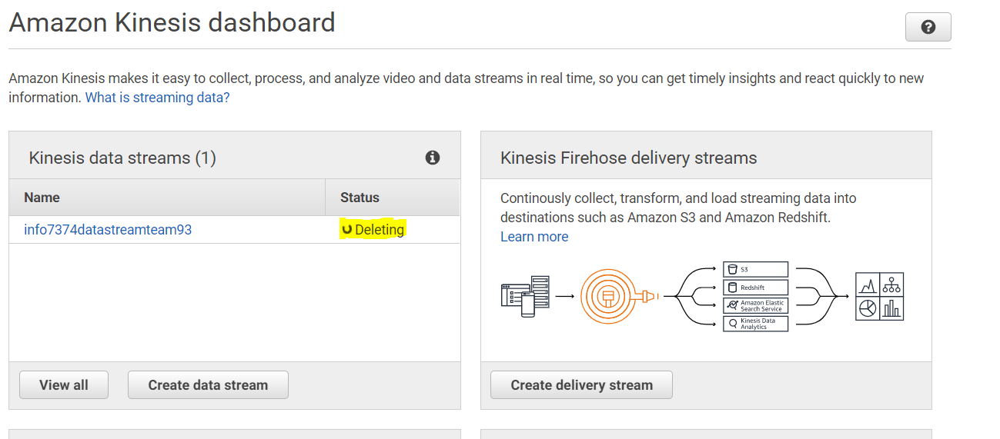 Amazon Kinesis dashboard
Amazon Kinesis makes it easy to collect, process, and analyze video and data streams in real time, so you can get timely insights and react quickly to new
information. What is streaming data?
Kinesis data streams (1)
Name Status
info7374datastreamteam93 Deleting
View all Create data stream
Kinesis Firehose delivery streams
Continously collect, transform, and load streaming data into
destinations such as Amazon S3 and Amazon Redshift.
Learn more
S3
Redshift
Amazon Elastic
Search Service
Kinesis Data
Analytics
Create delivery stream